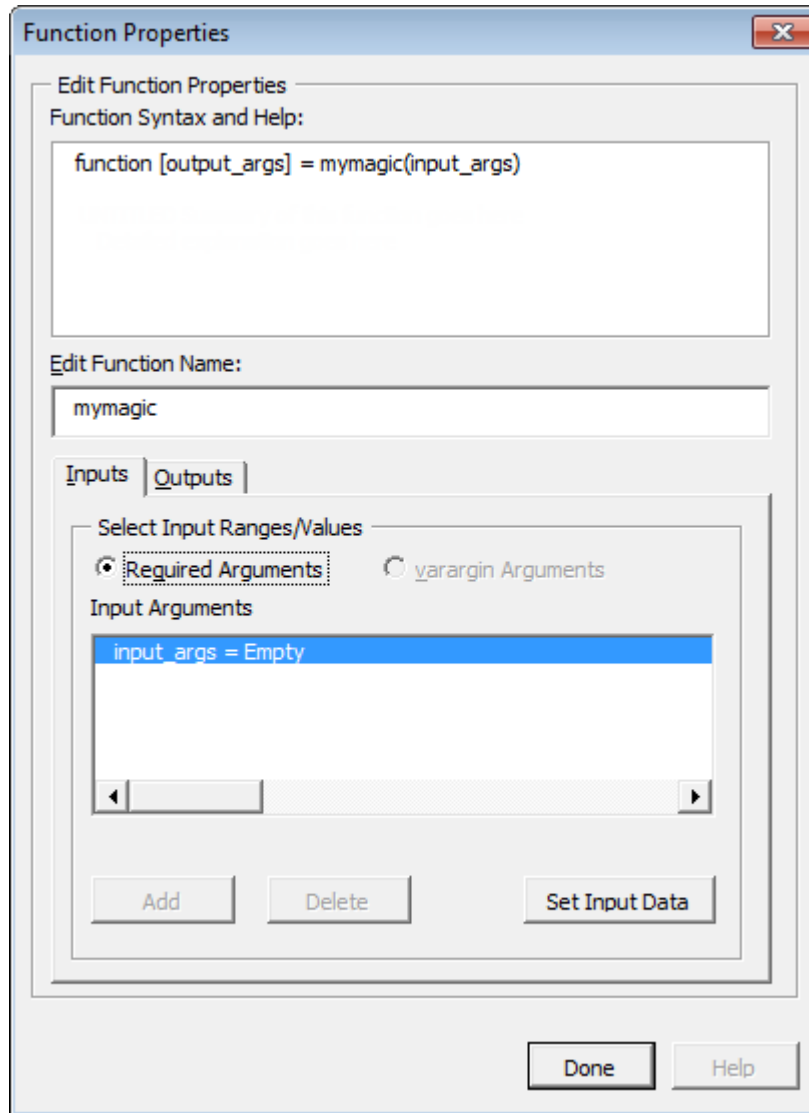 Function Properties
Edit Function Properties
Function Syntax and Help:
function [output_args] = mymagic(input_args)
Edit Function Name:
mymagic
Inputs Outputs
Select Input Ranges/Values
Required Arguments varargin Arguments
Input Arguments
input_args = Empty
Add Delete Set Input Data
Done Help